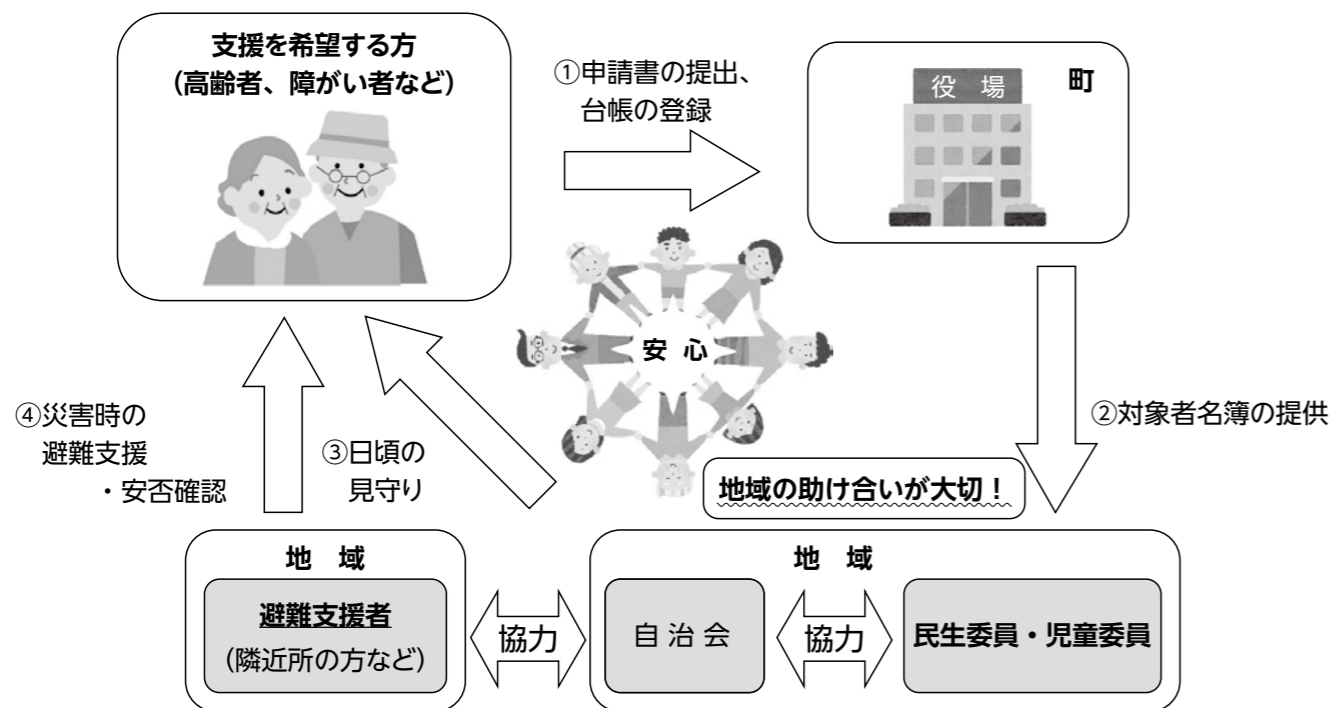 支援を希望する方
(高齢者、障がい者など)
①申請書の提出、
台帳の登録
役 場
町
安 心
②対象者名簿の提供
④災害時の
避難支援
・安否確認
③日頃の
見守り
地域の助け合いが大切！
地 域
避難支援者
(隣近所の方など)
協力
地 域
自治会
協力
民生委員・児童委員